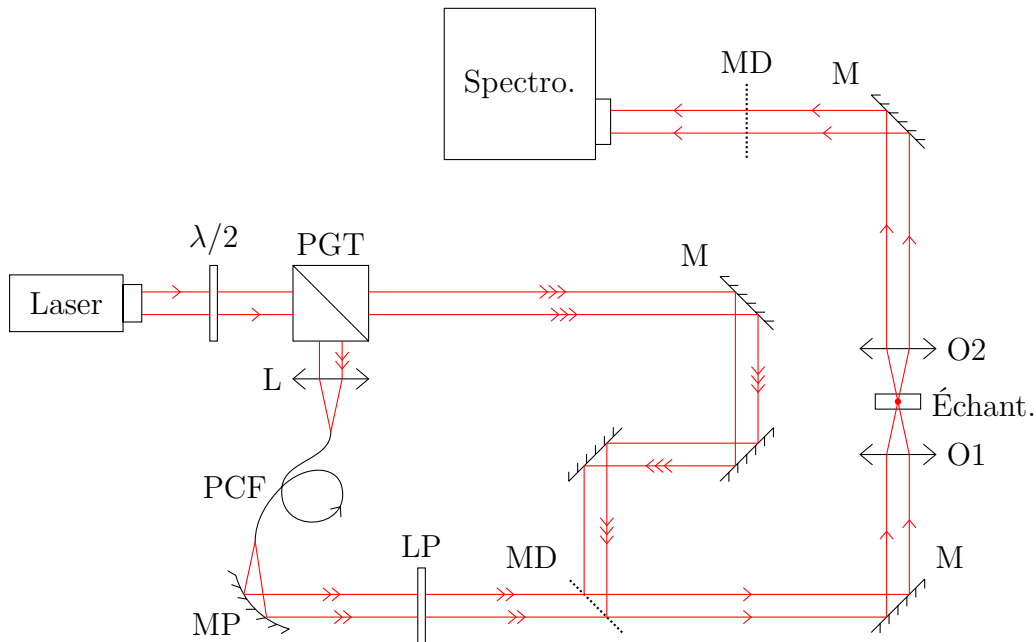 Spectro.
MD
M
λ/2
PGT
M
Laser
O2
L
Échant.
O1
PCF
LP
MD
M
MP